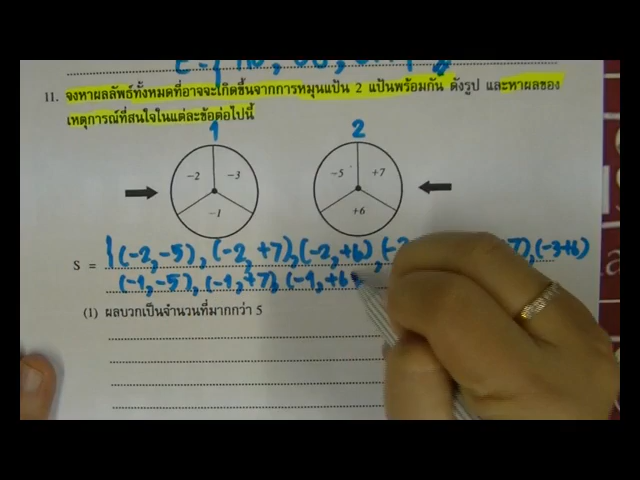 11. จงหาผลลัพธ์ทั้งหมดที่อาจจะเกิดขึ้นจากการหมุนแป้น 2 แป้นพร้อมกัน ดังรูป และหาผลของ
เหตุการณ์ที่สนใจในแต่ละข้อต่อไปนี้
1 2
-2 -3 -5 +7
-1 +6
S = {(-2,-5), (-2,+7), (-2,+6), (-3+6)
(-1,-5), (-1,+7), (-1,+6
(1) ผลบวกเป็นจำนวนที่มากกว่า 5